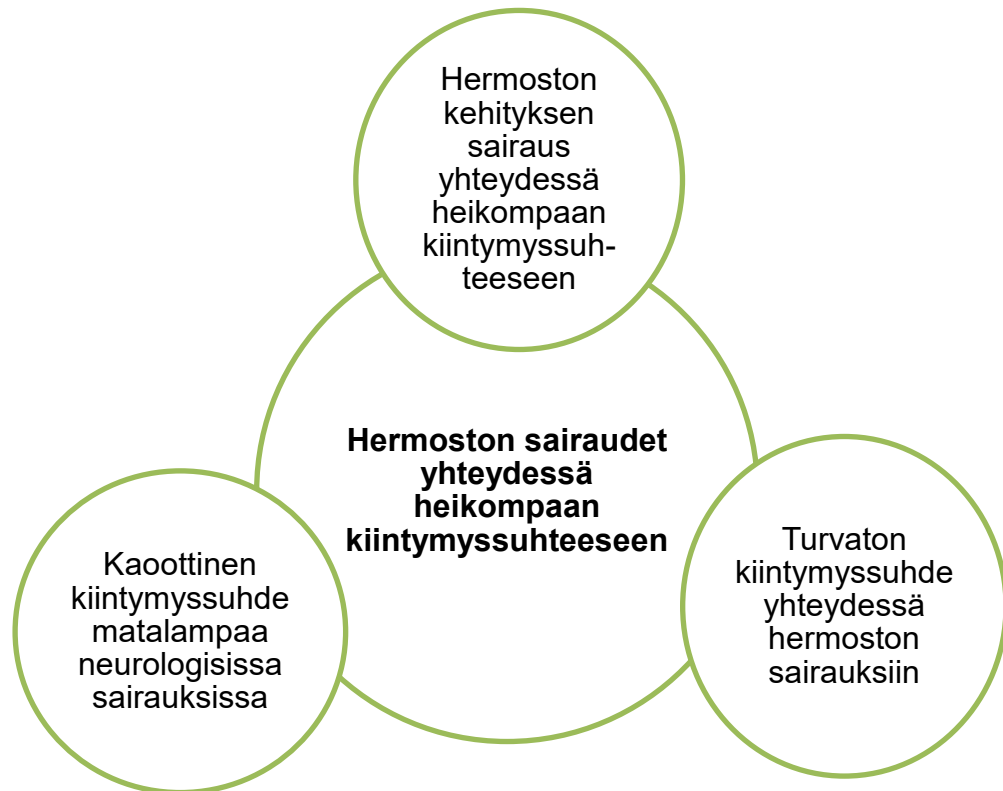 Hermoston
kehityksen
sairaus
yhteydessä
heikompaan
kiintymyssuh-
teeseen
Hermoston sairaudet
yhteydessä
heikompaan
kiintymyssuhteeseen
Kaoottinen
kiintymyssuhde
matalampaa
neurologisissa
sairauksissa
Turvaton
kiintymyssuhde
yhteydessä
hermoston
sairauksiin